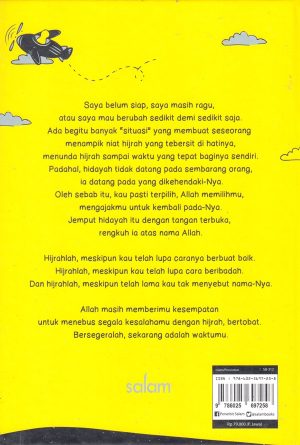 Saya belum siap, saya masih ragu,
atau saya mau berubah sedikit demi sedikit saja.
Ada begitu banyak "situasi" yang membuat seseorang
menampik niat hijrah yang tebersit di hatinya,
menunda hijrah sampai waktu yang tepat baginya sendiri.
Padahal, hidayah tidak datang pada sembarang orang,
ia datang pada yang dikehendaki-Nya.
Oleh sebab itu, kau pasti terpilih, Allah memilihmu,
mengajakmu untuk kembali pada-Nya.
Jemput hidayah itu dengan tangan terbuka,
rengkuh ia atas nama Allah.
Hijrahlah, meskipun kau telah lupa caranya berbuat baik.
Hijrahlah, meskipun kau telah lupa cara beribadah.
Dan hijrahlah, meskipun telah lama kau tak menyebut nama-Nya.
Allah masih memberimu kesempatan
untuk menebus segala kesalahamu dengan hijrah, bertobat.
Bersegeralah, sekarang adalah waktumu.
salam
9 786025 697258
Penerbit Salam